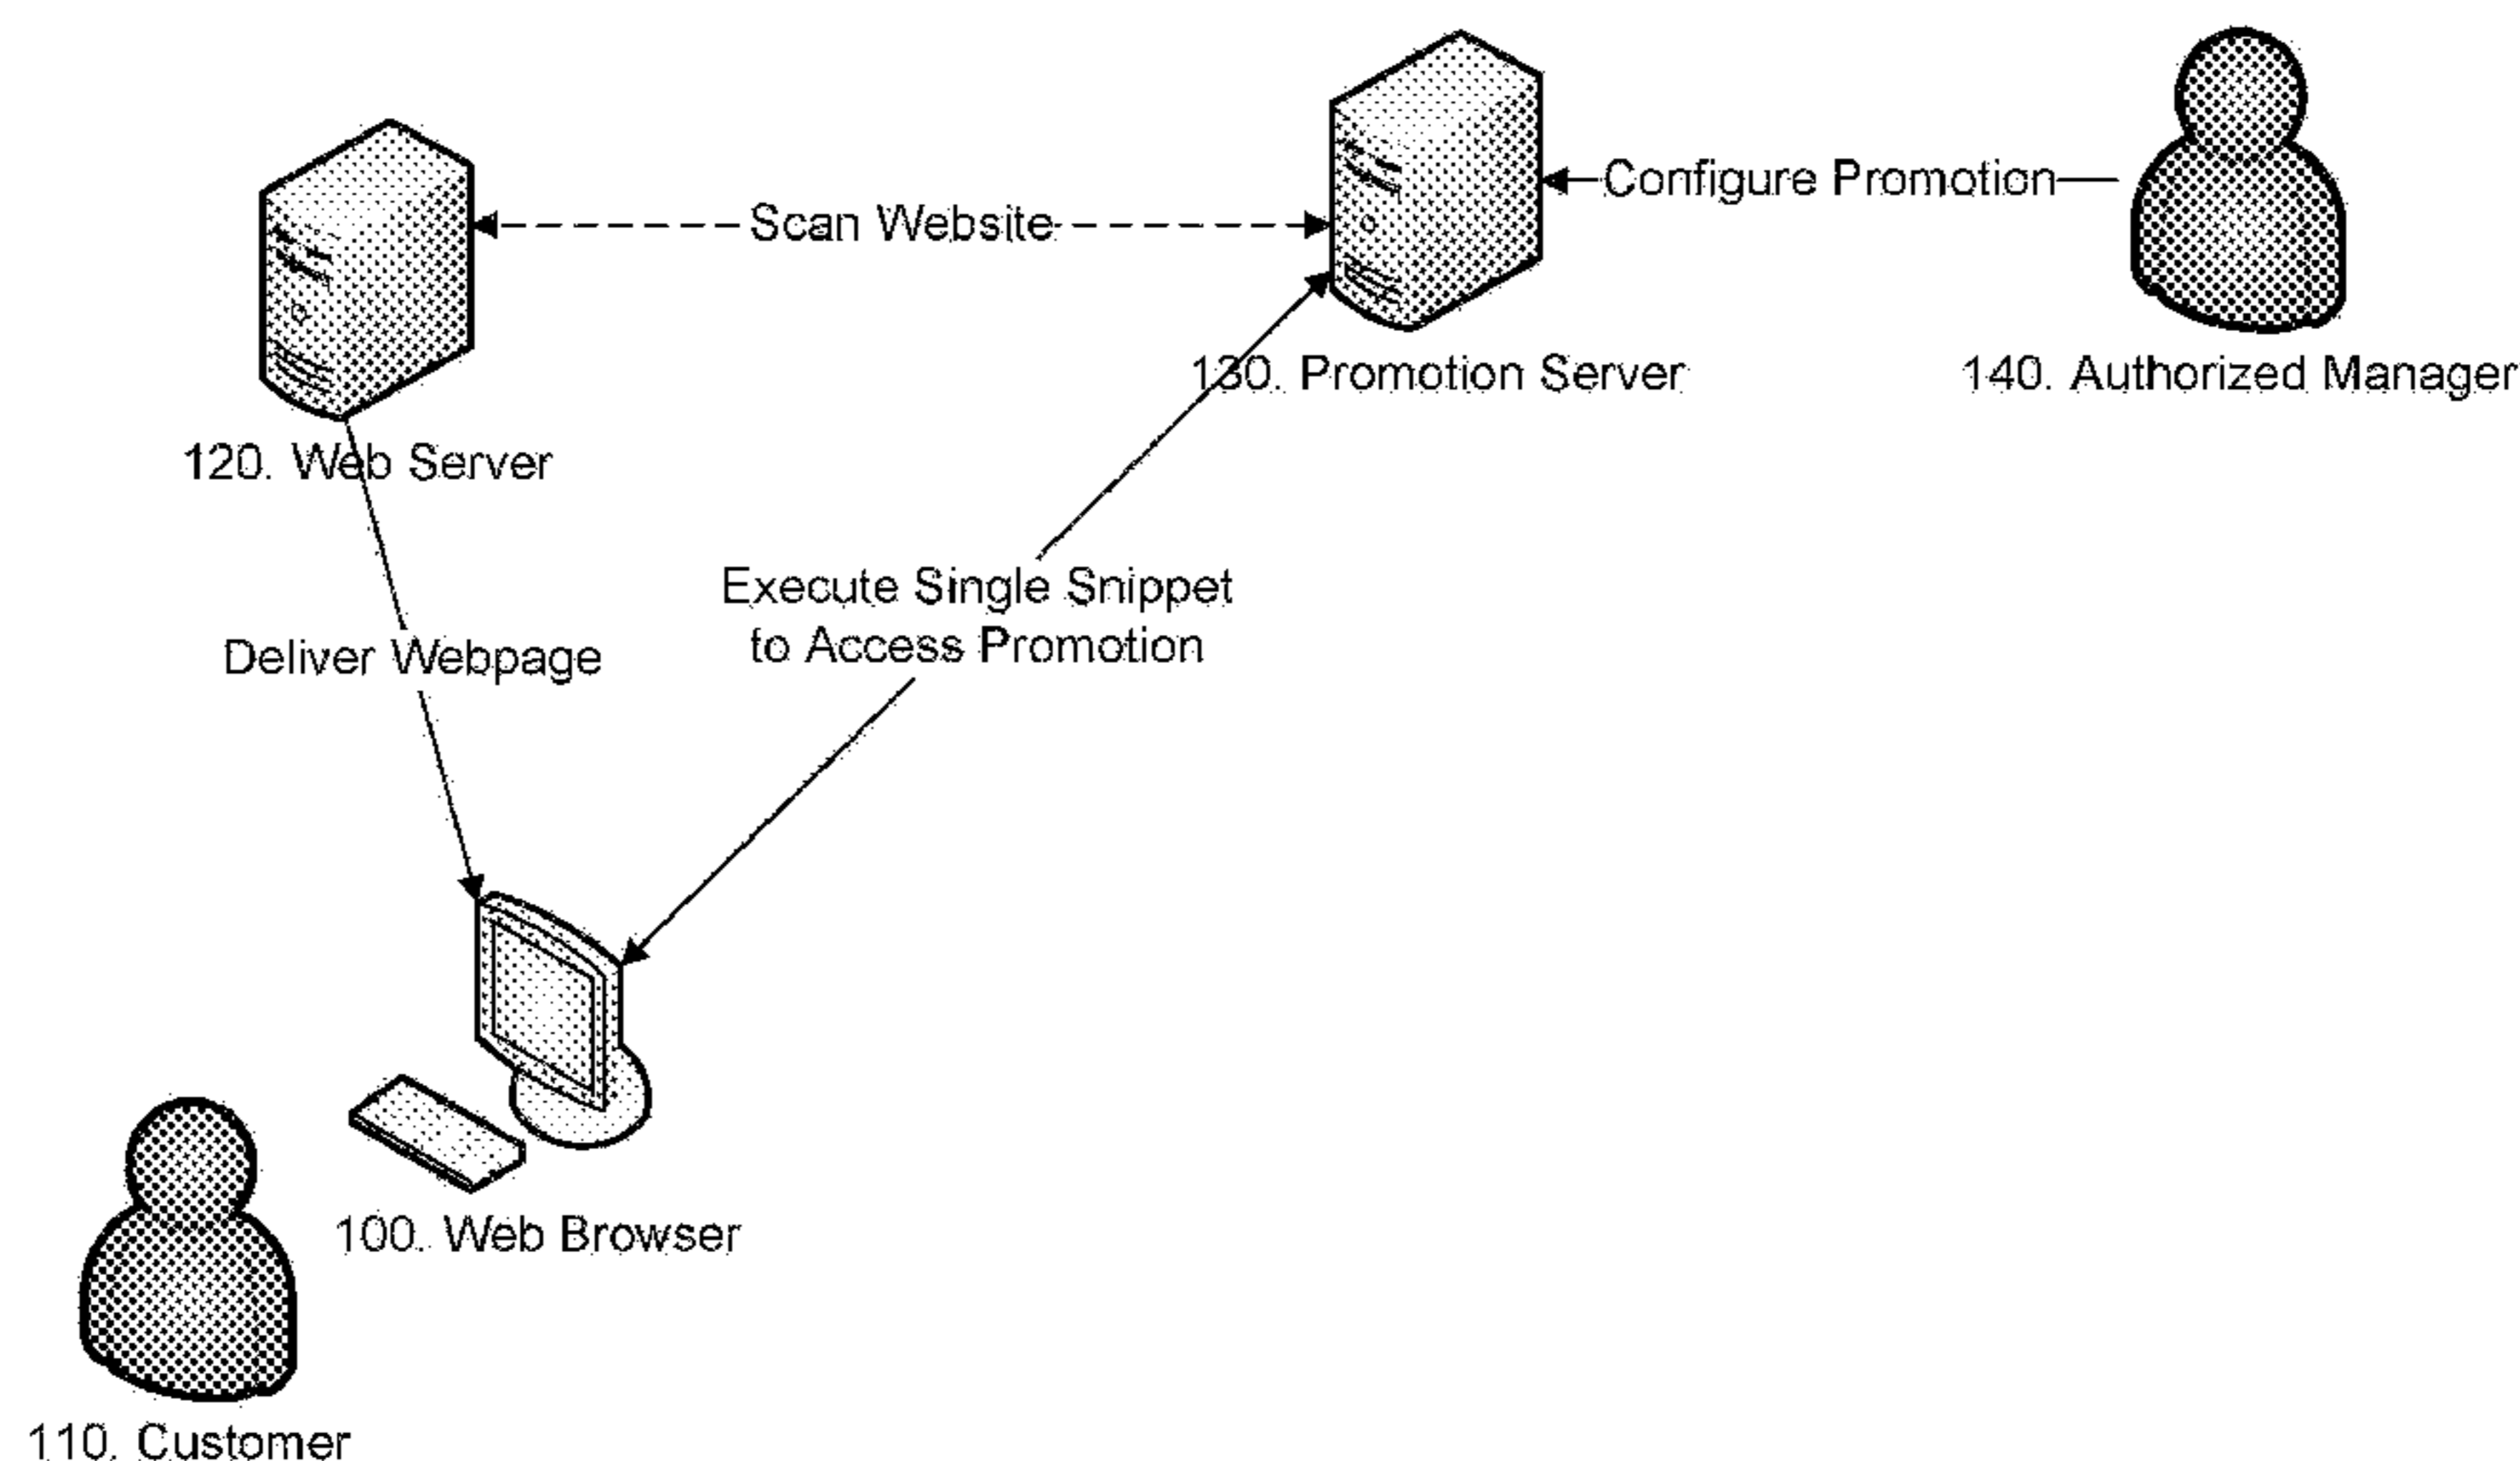 Configure Promotion
Scan Website
130. Promotion Server
140. Authorized Manager
120. Web Server
Execute Single Snippet
to Access Promotion
Deliver Webpage
100. Web Browser
110. Customer